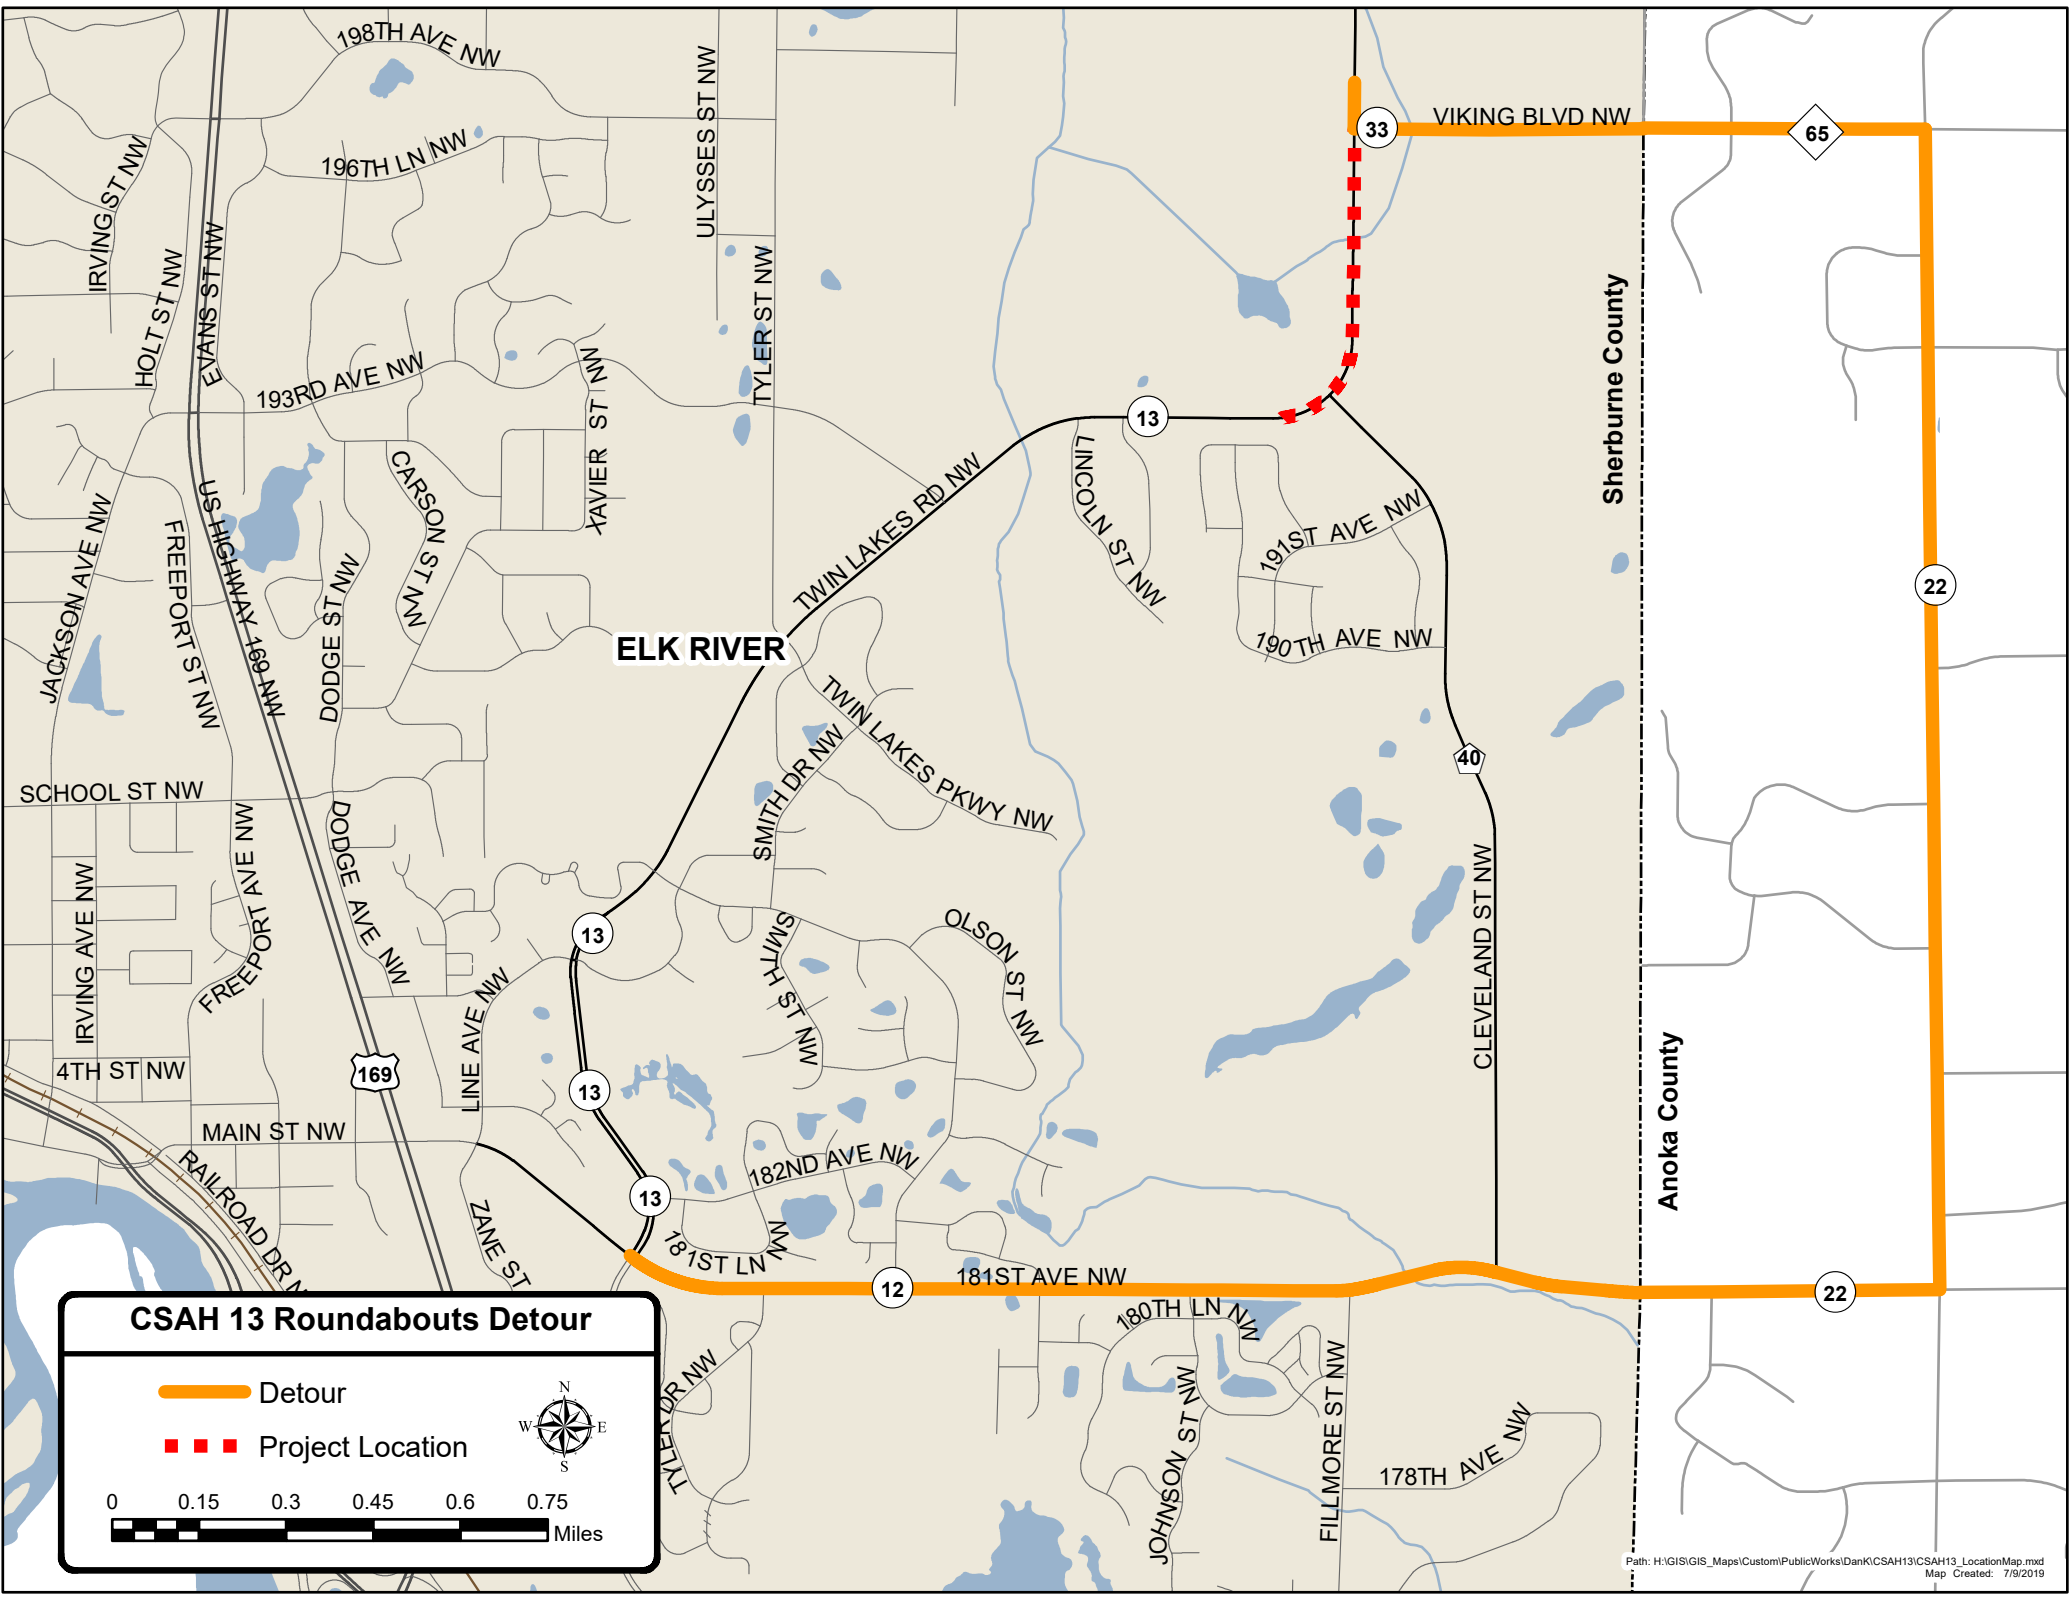 198TH AVE NW
ULYSSES ST NW
33
VIKING BLVD NW
65
IRVING ST NW
196TH LN NW
HOLT ST NW
EVANS ST NW
TYLER ST NW
Sherburne County
193RD AVE NW
XAVIER ST NW
13
LINCOLN ST NW
CARSON ST NW
TWIN LAKES RD NW
191ST AVE NW
22
JACKSON AVE NW
FREEPORT ST NW
US HIGHWAY 169 NW
DODGE ST NW
ELK RIVER
190TH AVE NW
TWIN LAKES PKWY NW
SMITH DR NW
40
SCHOOL ST NW
DODGE AVE NW
FREEPORT AVE NW
IRVING AVE NW
13
SMITH ST NW
OLSON ST NW
CLEVELAND ST NW
LINE AVE NW
4TH ST NW
169
13
Anoka County
MAIN ST NW
RAILROAD DR N
182ND AVE NW
13
ZANE ST
181ST LN NW
12
181ST AVE NW
22
180TH LN NW
TYLER DR NW
JOHNSON ST NW
FILLMORE ST NW
178TH AVE NW
CSAH 13 Roundabouts Detour
Detour
Project Location
N
W E
S
0 0.15 0.3 0.45 0.6 0.75
Miles
Path: H:\GIS\GIS_Maps\Custom\PublicWorks\DanK\CSAH13\CSAH13_LocationMap.mxd
Map Created: 7/9/2019